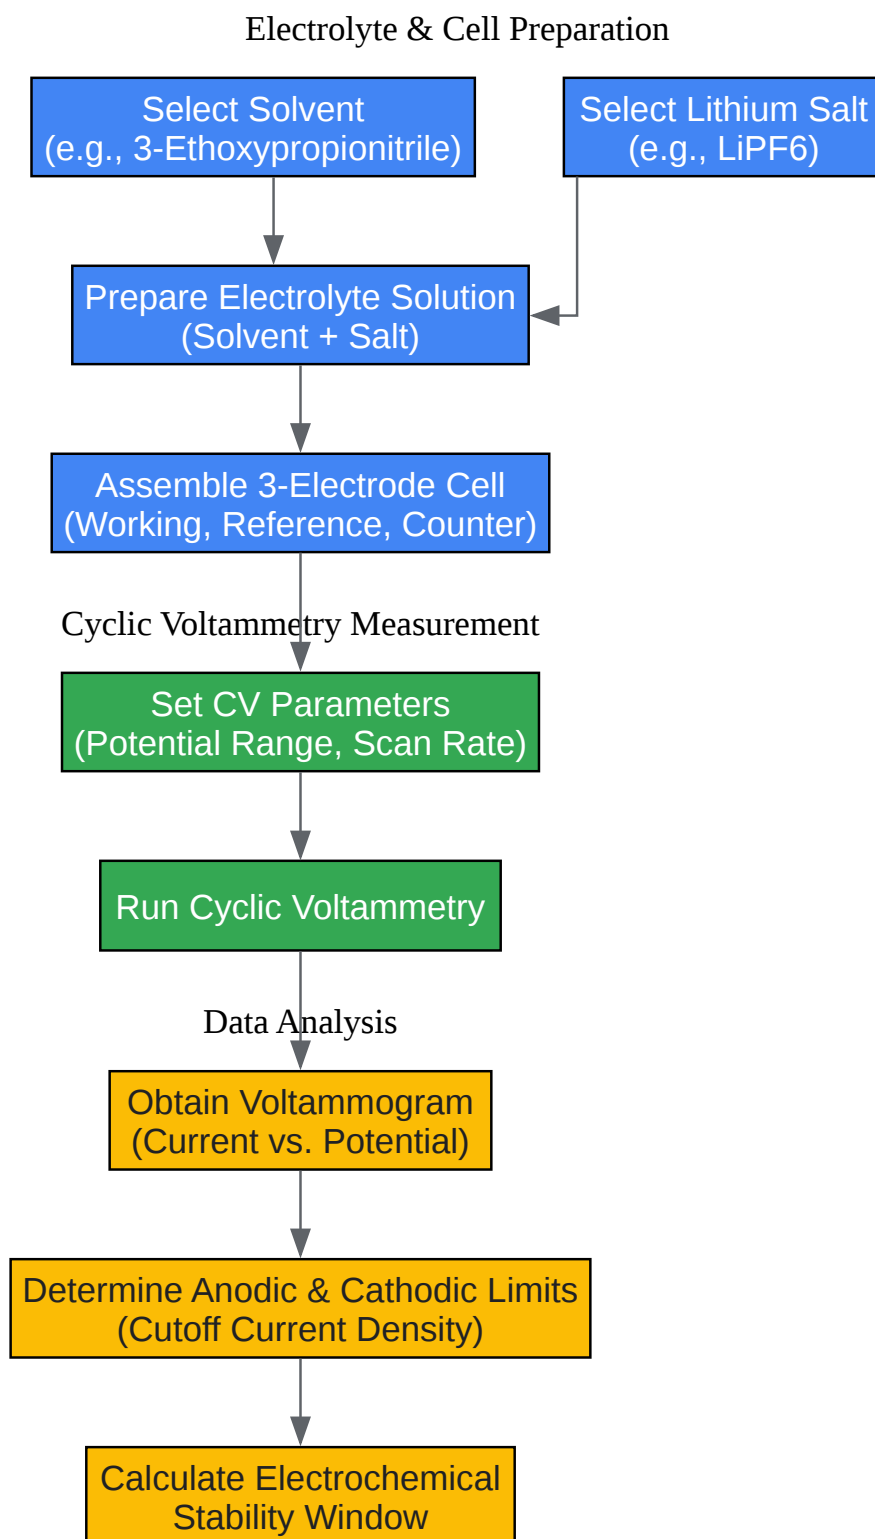 Electrolyte & Cell Preparation
Select Solvent
(e.g., 3-Ethoxypropionitrile)
Select Lithium Salt
(e.g., LiPF6)
Prepare Electrolyte Solution
(Solvent + Salt)
Assemble 3-Electrode Cell
(Working, Reference, Counter)
Cyclic Voltammetry Measurement
Set CV Parameters
(Potential Range, Scan Rate)
Run Cyclic Voltammetry
Data Analysis
Obtain Voltammogram
(Current vs. Potential)
Determine Anodic & Cathodic Limits
(Cutoff Current Density)
Calculate Electrochemical
Stability Window